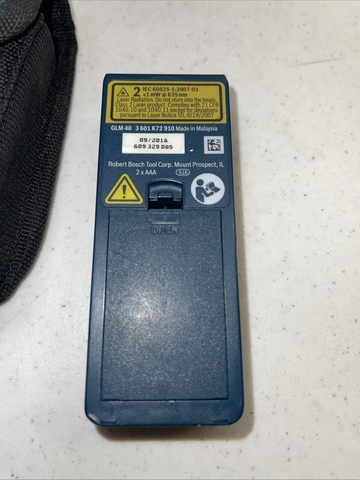 2 IEC 60825-1:2007-03
<1 mW @ 635nm
Laser Radiation. Do not stare into the beam.
Class 2 Laser product. Complies with 21 CFR
1040.10 and 1040.11 except for deviations
pursuant to Laser Notice 50, 6/24/2007
GLM 40 3 601 K72 910 Made in Malaysia
09/2016
609 329 085
Robert Bosch Tool Corp. Mount Prospect, IL
2 x AAA
516
OPEN